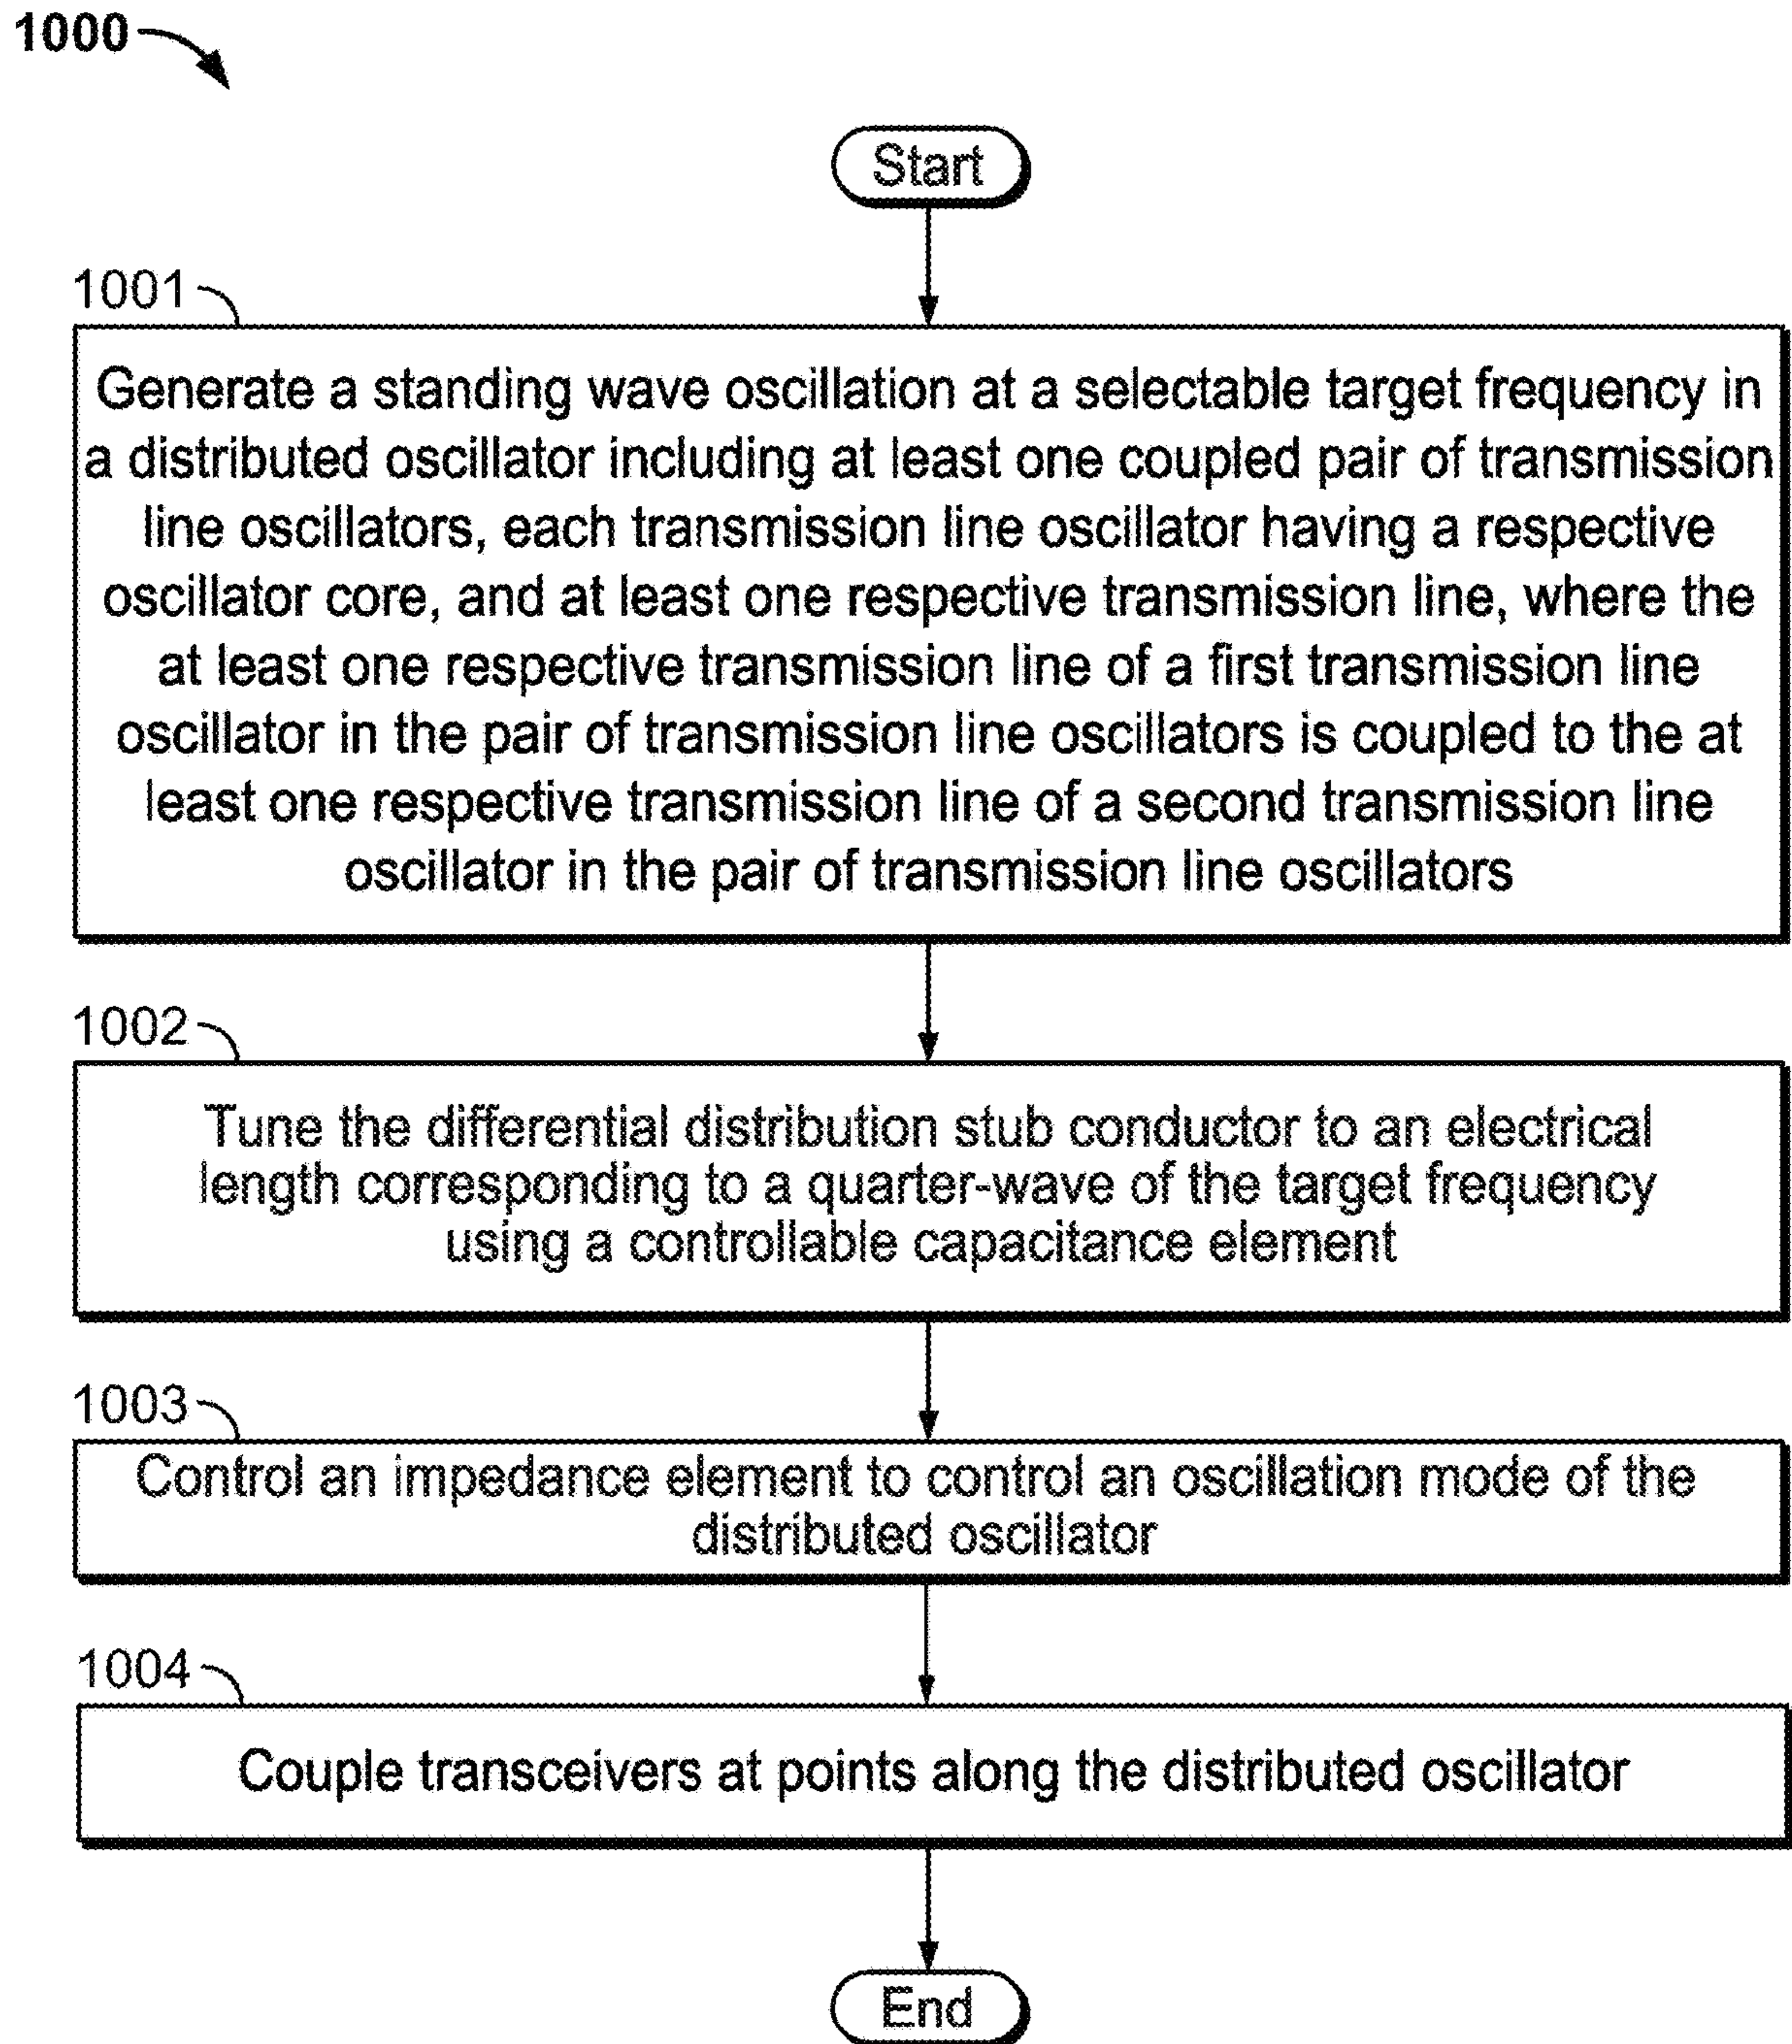 1000
Start
1001
Generate a standing wave oscillation at a selectable target frequency in
a distributed oscillator including at least one coupled pair of transmission
line oscillators, each transmission line oscillator having a respective
oscillator core, and at least one respective transmission line, where the
at least one respective transmission line of a first transmission line
oscillator in the pair of transmission line oscillators is coupled to the at
least one respective transmission line of a second transmission line
oscillator in the pair of transmission line oscillators
1002
Tune the differential distribution stub conductor to an electrical
length corresponding to a quarter-wave of the target frequency
using a controllable capacitance element
1003
Control an impedance element to control an oscillation mode of the
distributed oscillator
1004
Couple transceivers at points along the distributed oscillator
End